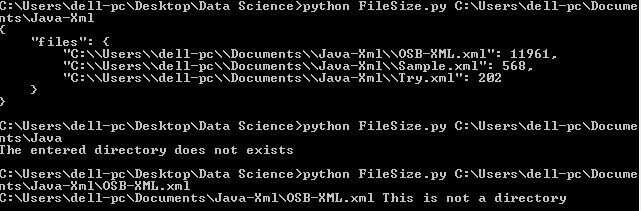 C:\Users\dell-pc\Desktop\Data Science>python FileSize.py C:\Users\dell-pc\Docume
nts\Java-Xml
{
    "files": {
        "C:\\Users\\dell-pc\\Documents\\Java-Xml\\OSB-XML.xml": 11961,
        "C:\\Users\\dell-pc\\Documents\\Java-Xml\\Sample.xml": 568,
        "C:\\Users\\dell-pc\\Documents\\Java-Xml\\Try.xml": 202
    }
}
C:\Users\dell-pc\Desktop\Data Science>python FileSize.py C:\Users\dell-pc\Docume
nts\Java
The entered directory does not exists
C:\Users\dell-pc\Desktop\Data Science>python FileSize.py C:\Users\dell-pc\Docume
nts\Java-Xml\OSB-XML.xml
C:\Users\dell-pc\Documents\Java-Xml\OSB-XML.xml This is not a directory